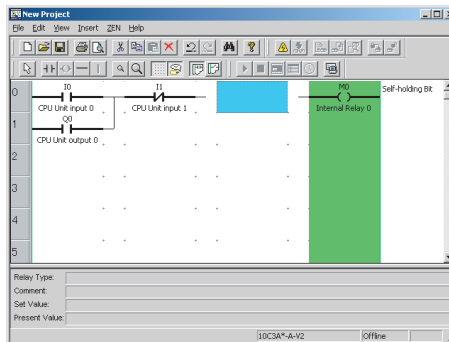 New Project
File Edit View Insert ZEN Help
0 I0 I1 M0 Self-holding Bit
CPU Unit input 0 CPU Unit input 1 Internal Relay 0
1 Q0
CPU Unit output 0
2
3
4
5
Relay Type:
Comment:
Set Value:
Present Value:
10C3A*-A-V2 Offline